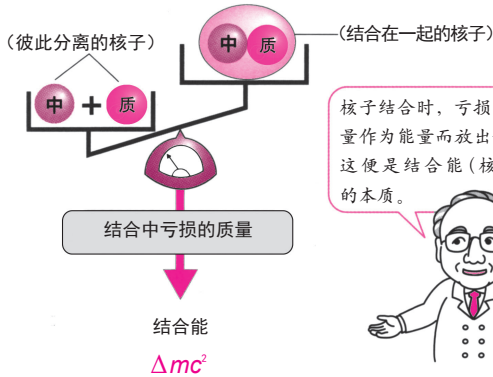 （彼此分离的核子）
中 质
（结合在一起的核子）
中 + 质
核子结合时，亏损
量作为能量而放出
这便是结合能（核
的本质。
结合中亏损的质量
结合能
Δmc²